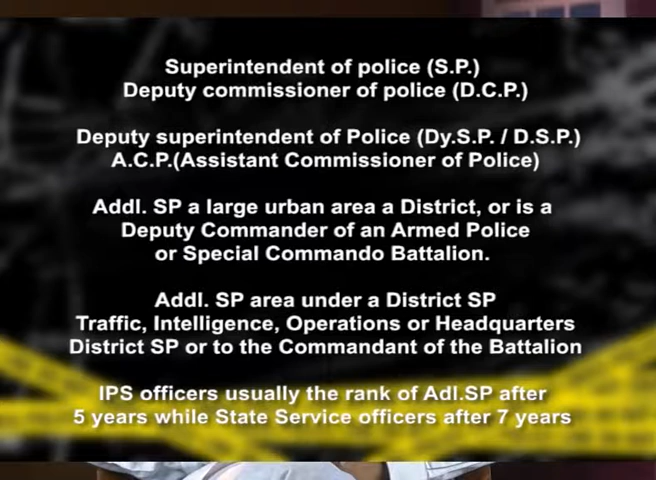 Superintendent of police (S.P.)
Deputy commissioner of police (D.C.P.)
Deputy superintendent of Police (Dy.S.P. / D.S.P.)
A.C.P.(Assistant Commissioner of Police)
Addl. SP a large urban area a District, or is a
Deputy Commander of an Armed Police
or Special Commando Battalion.
Addl. SP area under a District SP
Traffic, Intelligence, Operations or Headquarters
District SP or to the Commandant of the Battalion
IPS officers usually the rank of Adl.SP after
5 years while State Service officers after 7 years